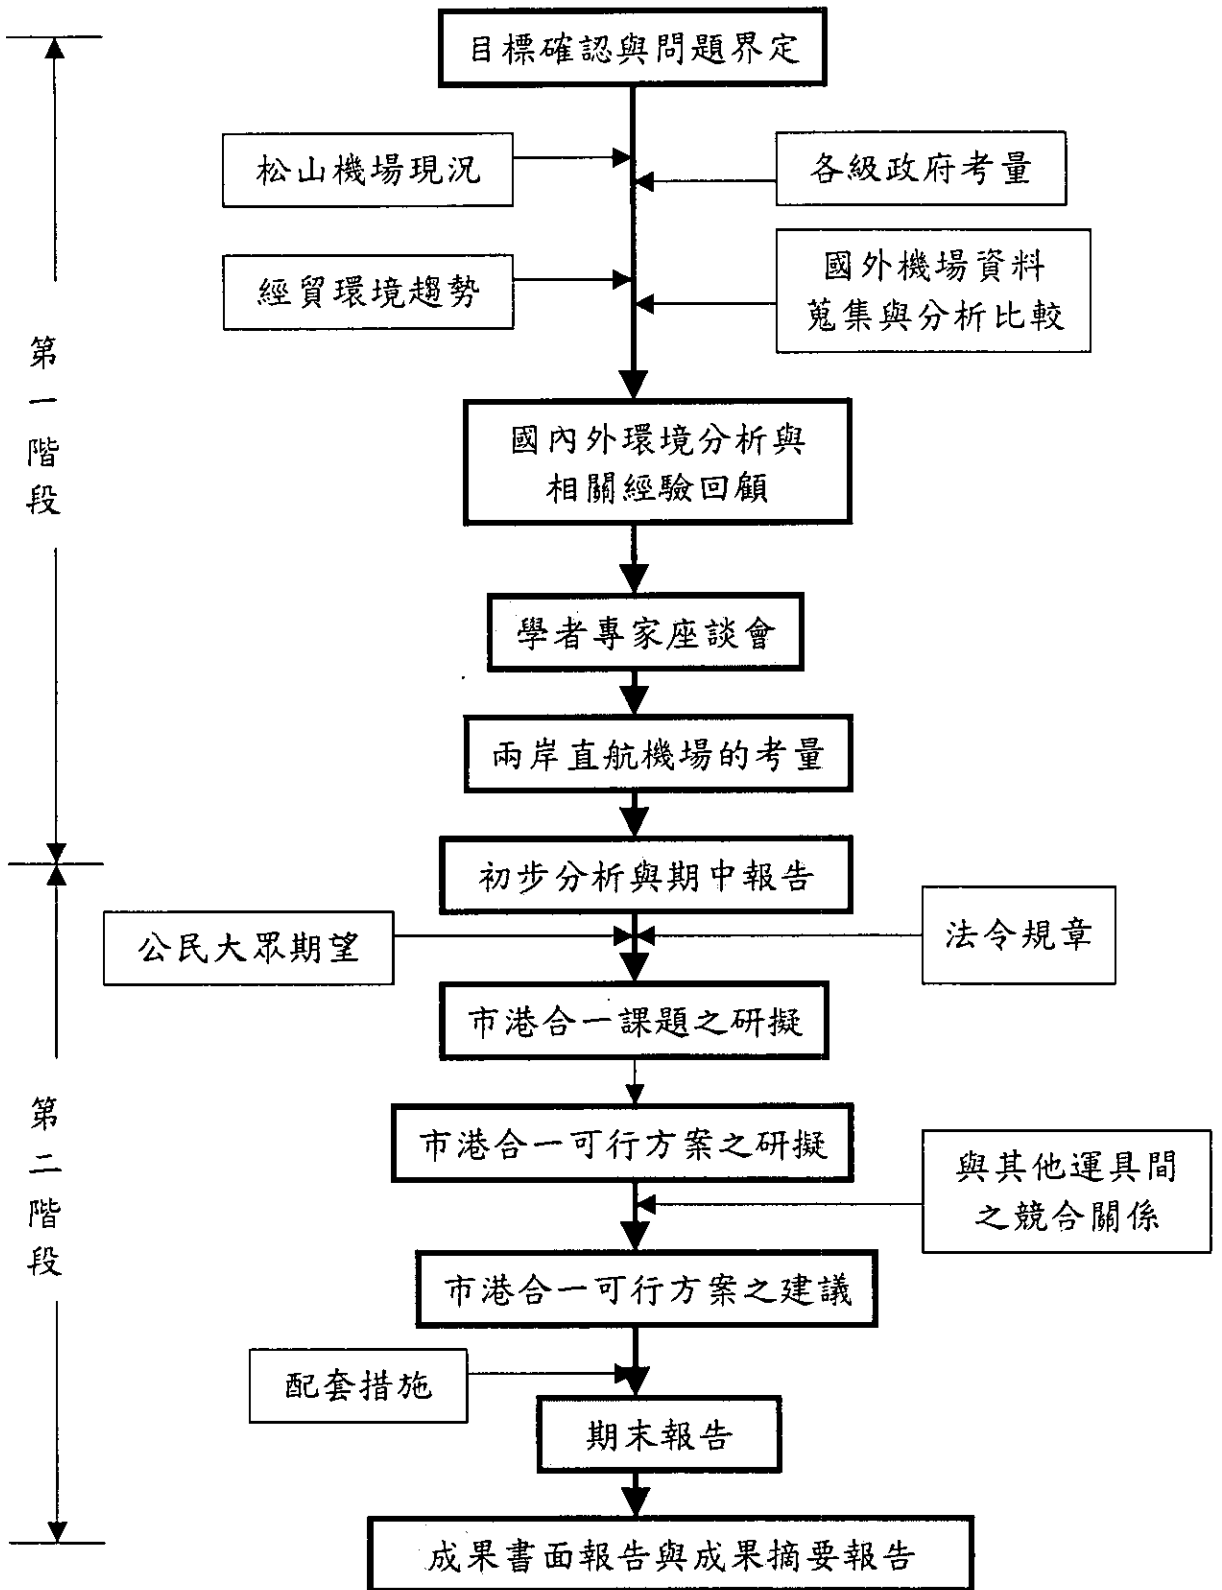 目標確認與問題界定
松山機場現況
各級政府考量
經貿環境趨勢
國外機場資料
蒐集與分析比較
第一階段
國內外環境分析與
相關經驗回顧
學者專家座談會
兩岸直航機場的考量
初步分析與期中報告
公民大眾期望
法令規章
市港合一課題之研擬
第二階段
市港合一可行方案之研擬
與其他運具間
之競合關係
市港合一可行方案之建議
配套措施
期末報告
成果書面報告與成果摘要報告